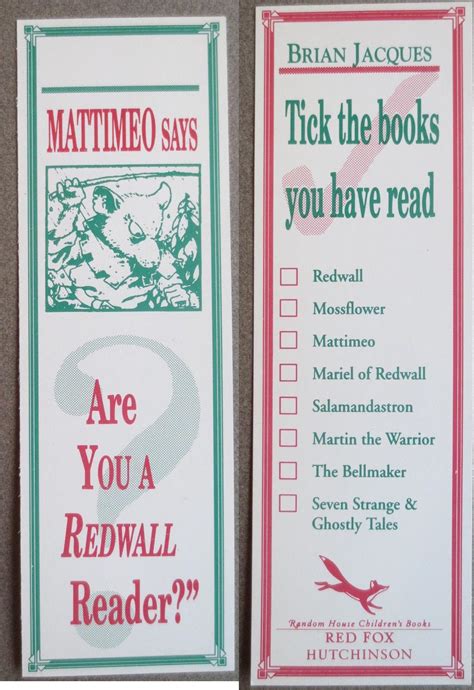 MATTIMEO SAYS
Are
YOU A
REDWALL
Reader?”
BRIAN JACQUES
Tick the books
you have read
Redwall
Mossflower
Mattimeo
Mariel of Redwall
Salamandastron
Martin the Warrior
The Bellmaker
Seven Strange &
Ghostly Tales
Random House Children's Books
RED FOX
HUTCHINSON